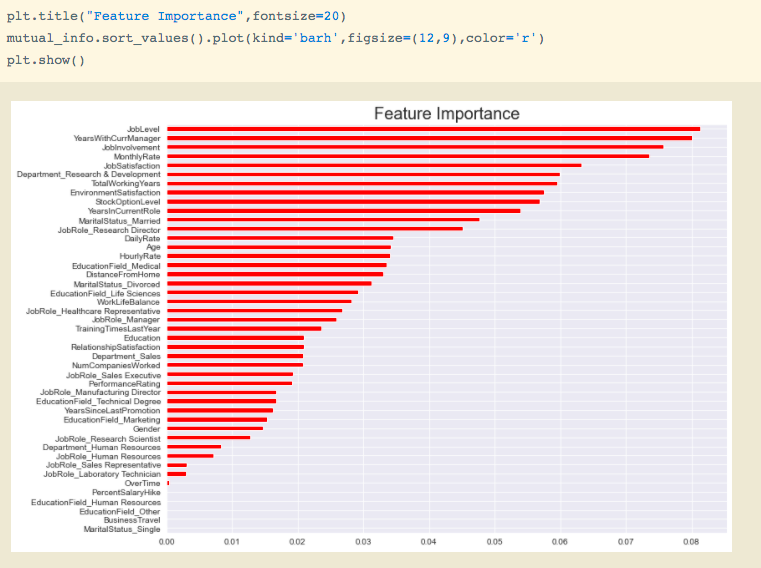 plt.title("Feature Importance",fontsize=20)
mutual_info.sort_values().plot(kind='barh',figsize=(12,9),color='r')
plt.show()
Feature Importance
JobLevel
YearsWithCurrManager
JobInvolvement
MonthlyRate
JobSatisfaction
Department_Research & Development
TotalWorkingYears
EnvironmentSatisfaction
StockOptionLevel
YearsInCurrentRole
MaritalStatus_Married
JobRole_Research Director
DailyRate
Age
HourlyRate
EducationField_Medical
DistanceFromHome
MaritalStatus_Divorced
EducationField_Life Sciences
WorkLifeBalance
JobRole_Healthcare Representative
JobRole_Manager
TrainingTimesLastYear
Education
RelationshipSatisfaction
Department_Sales
NumCompaniesWorked
JobRole_Sales Executive
PerformanceRating
JobRole_Manufacturing Director
EducationField_Technical Degree
YearsSinceLastPromotion
EducationField_Marketing
Gender
JobRole_Research Scientist
Department_Human Resources
JobRole_Human Resources
JobRole_Sales Representative
JobRole_Laboratory Technician
OverTime
PercentSalaryHike
EducationField_Human Resources
EducationField_Other
BusinessTravel
MaritalStatus_Single
0.00 0.01 0.02 0.03 0.04 0.05 0.06 0.07 0.08